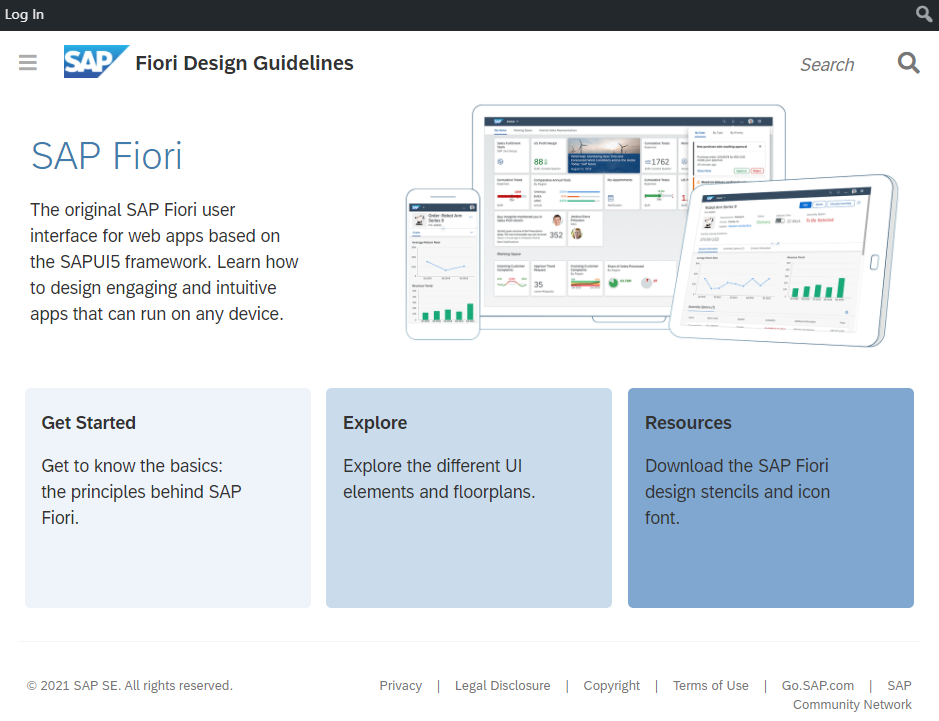 Log In
SAP Fiori Design Guidelines
Search
SAP Fiori
The original SAP Fiori user
interface for web apps based on
the SAPUI5 framework. Learn how
to design engaging and intuitive
apps that can run on any device.
88
1762
352
35
Get Started
Get to know the basics:
the principles behind SAP
Fiori.
Explore
Explore the different UI
elements and floorplans.
Resources
Download the SAP Fiori
design stencils and icon
font.
© 2021 SAP SE. All rights reserved.
Privacy | Legal Disclosure | Copyright | Terms of Use | Go.SAP.com | SAP
Community Network